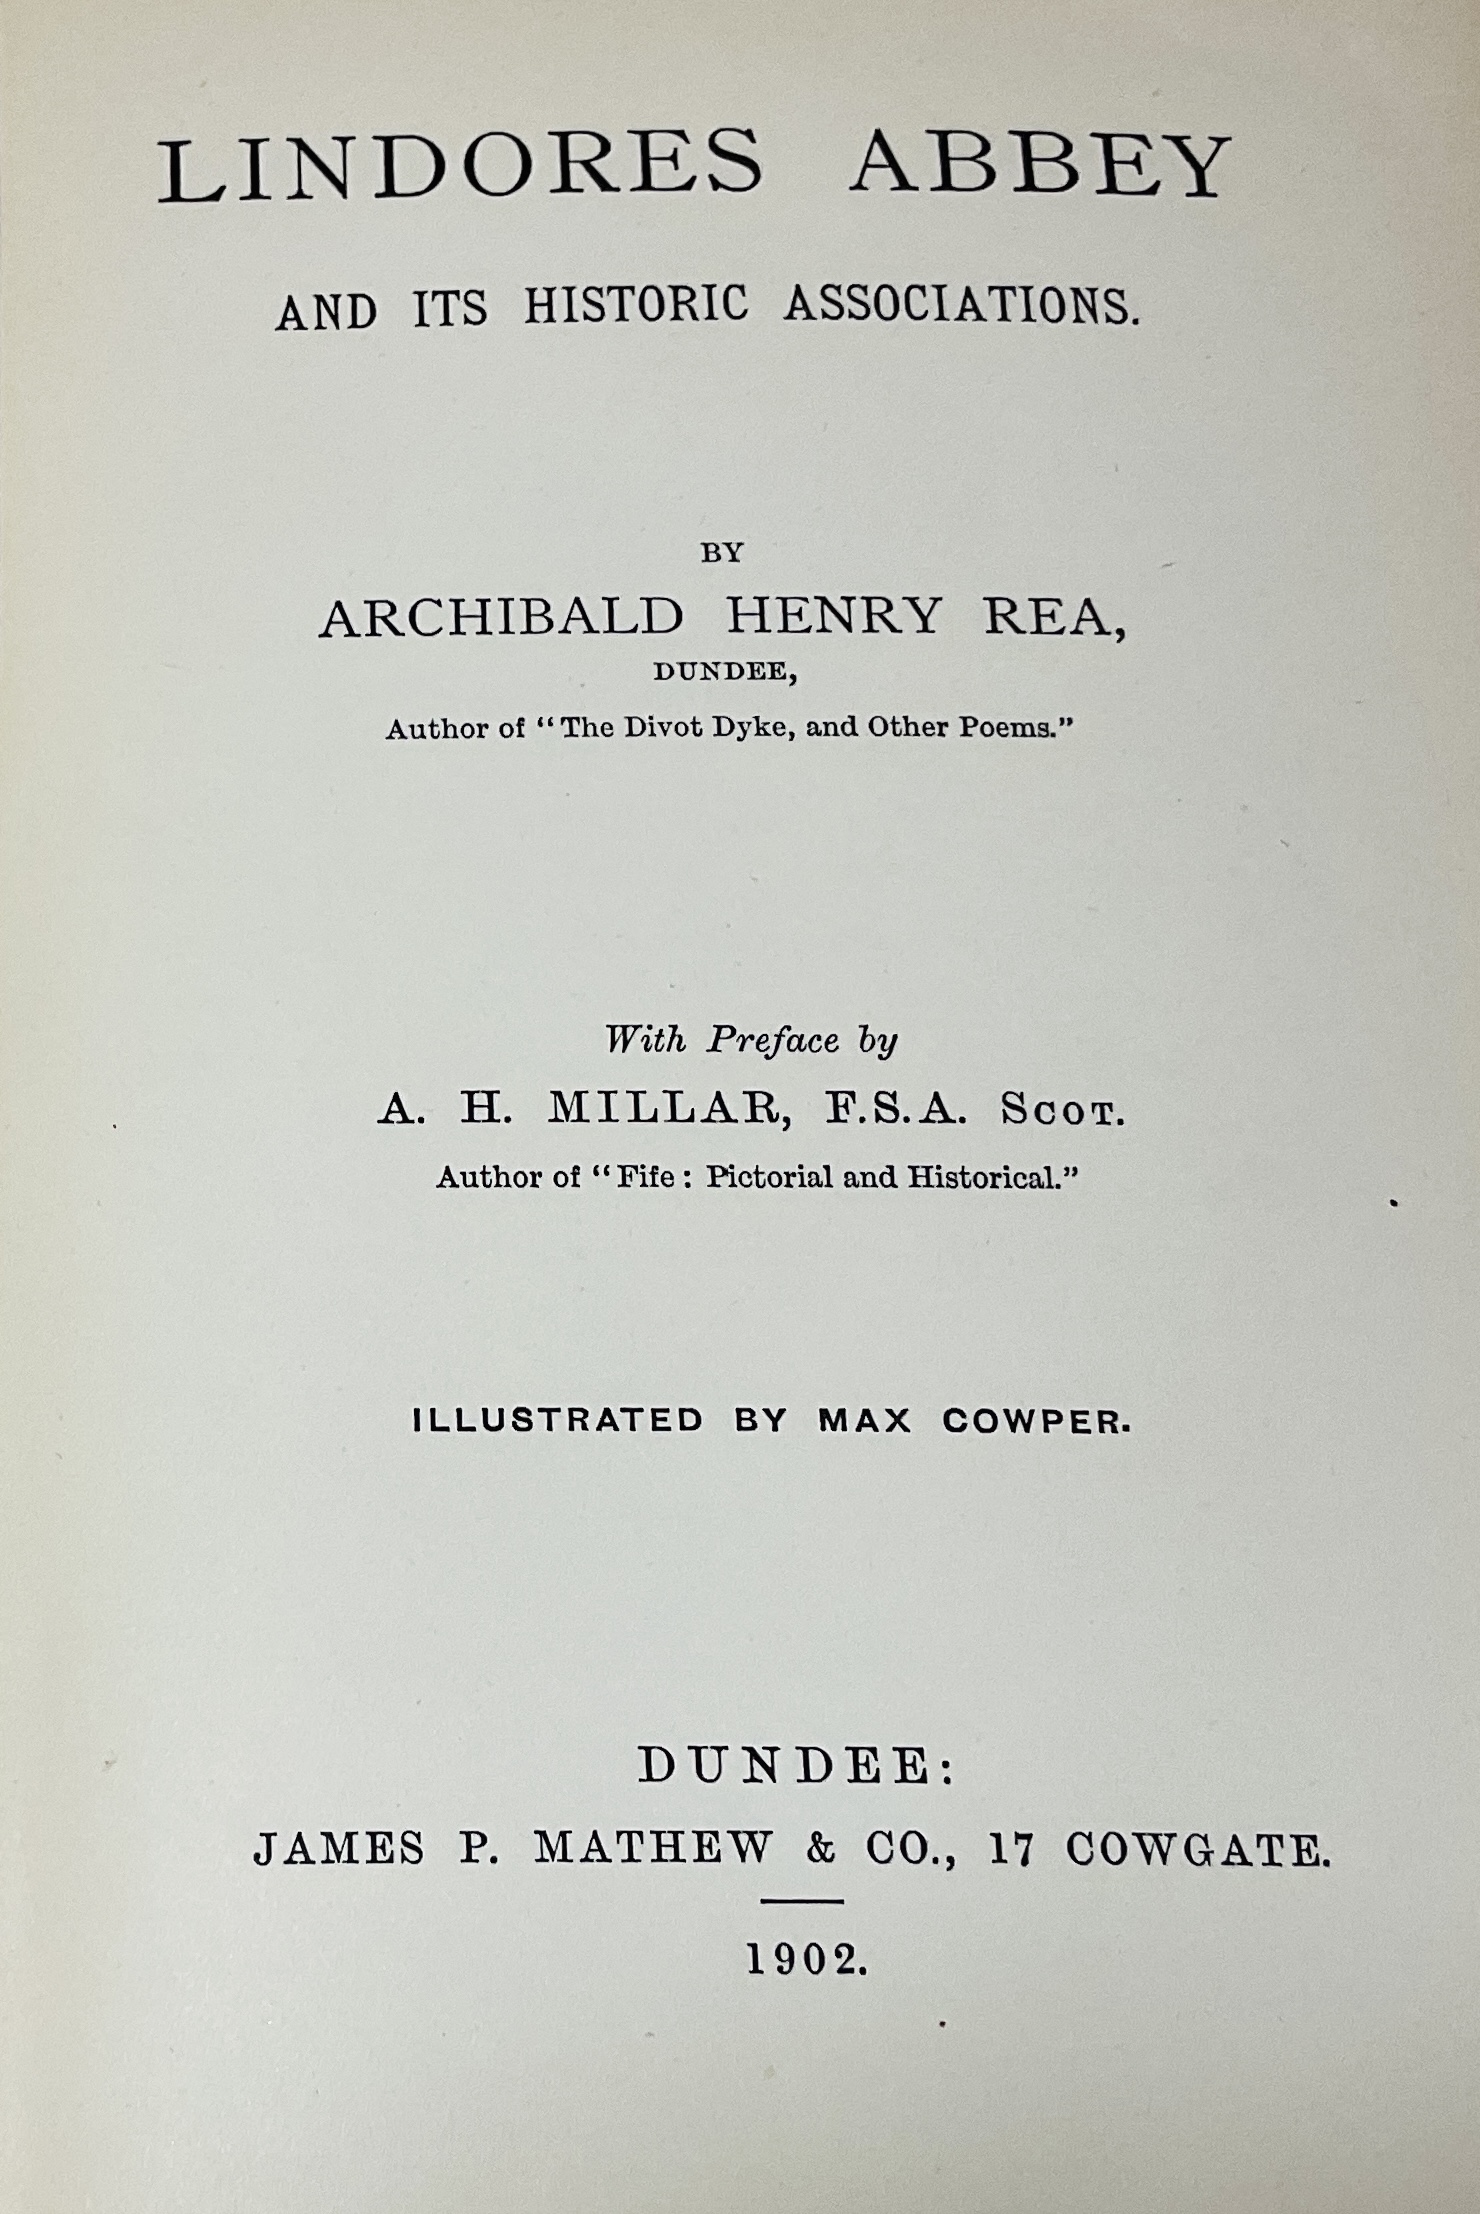 LINDORES ABBEY
AND ITS HISTORIC ASSOCIATIONS.
BY
ARCHIBALD HENRY REA,
DUNDEE,
Author of “The Divot Dyke, and Other Poems.”
With Preface by
A. H. MILLAR, F.S.A. Scot.
Author of “Fife: Pictorial and Historical.”
ILLUSTRATED BY MAX COWPER.
DUNDEE:
JAMES P. MATHEW & CO., 17 COWGATE.
1902.